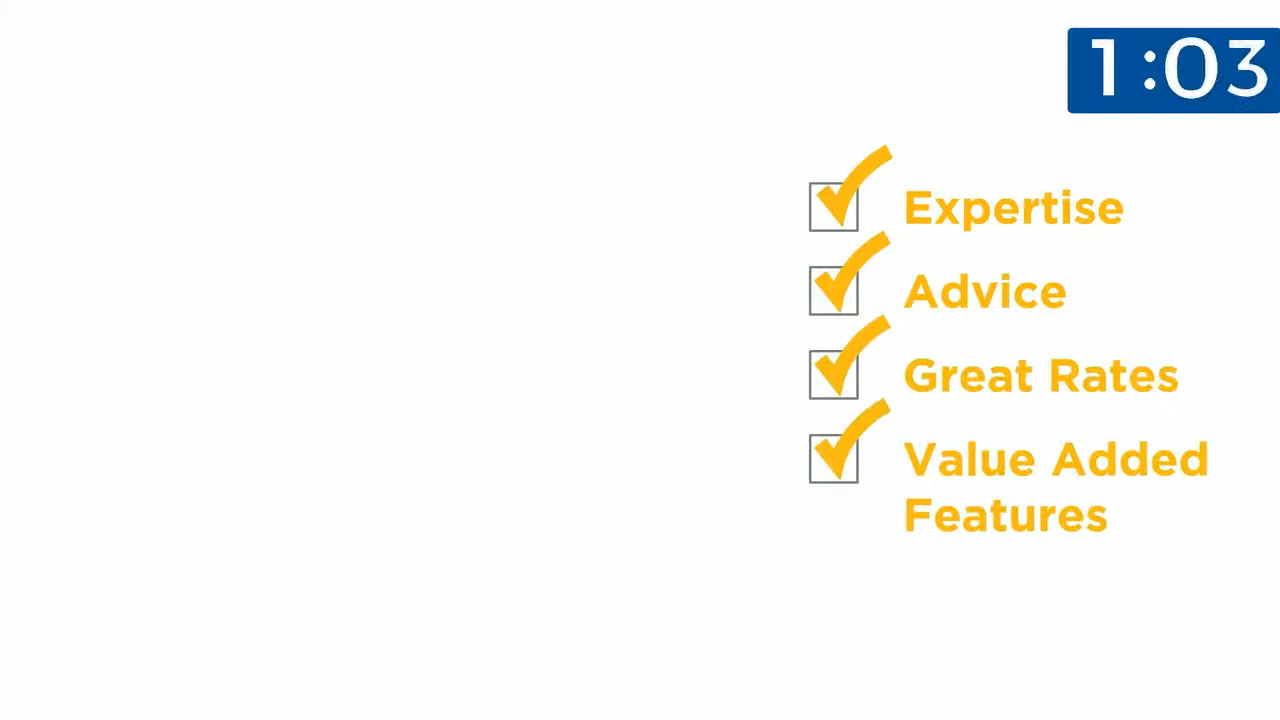 1:03
Expertise
Advice
Great Rates
Value Added
Features